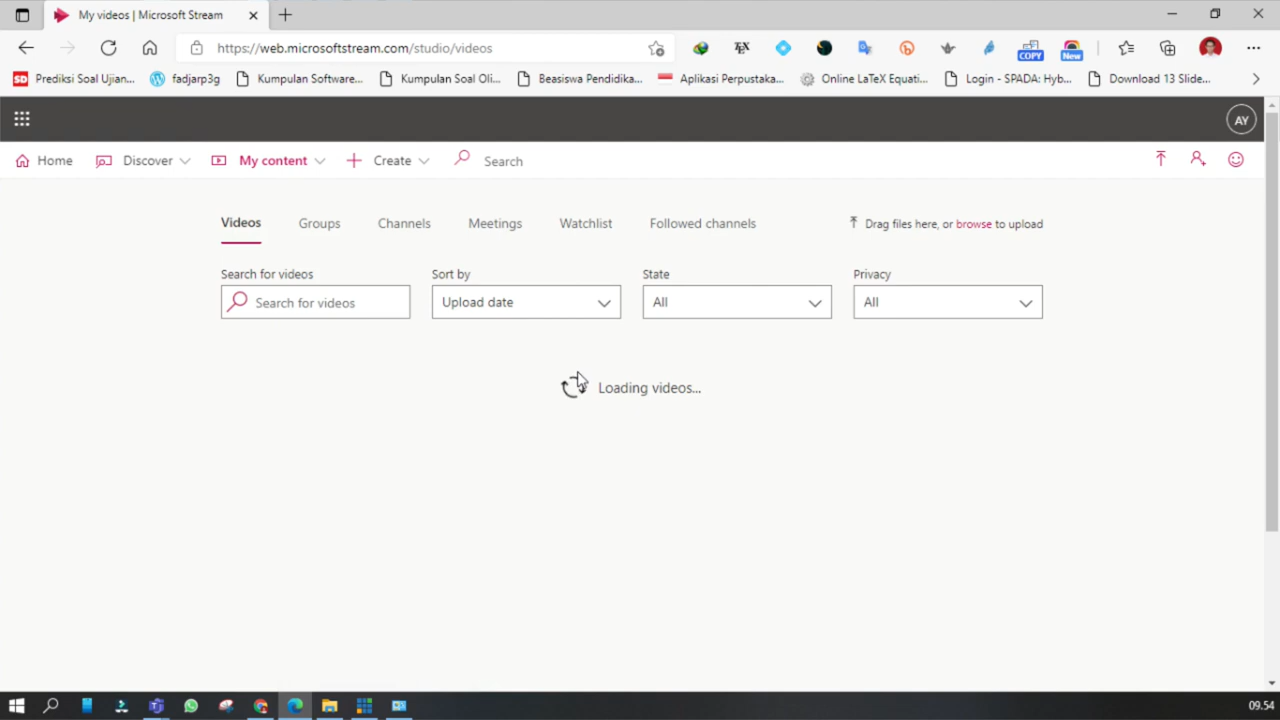 My videos | Microsoft Stream
https://web.microsoftstream.com/studio/videos
COPY
New
SD Prediksi Soal Ujian...
fadjarp3g
Kumpulan Software...
Kumpulan Soal Oli...
Beasiswa Pendidika...
Aplikasi Perpustaka...
Online LaTeX Equati...
Login - SPADA: Hyb...
Download 13 Slide...
AY
Home
Discover
My content
Create
Search
Videos
Groups
Channels
Meetings
Watchlist
Followed channels
Drag files here, or browse to upload
Search for videos
Sort by
State
Privacy
Search for videos
Upload date
All
All
Loading videos...
09.54